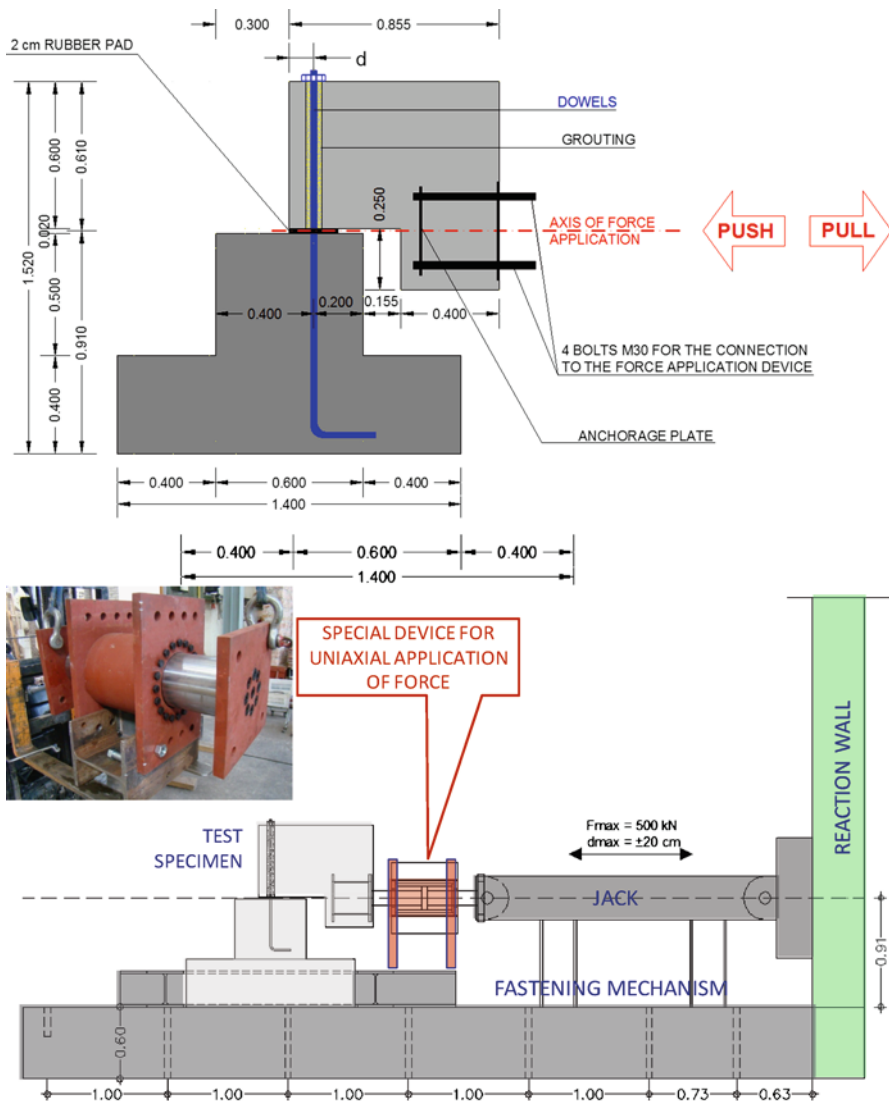 0.300
0.855
2 cm RUBBER PAD
d
DOWELS
GROUTING
0.600
0.610
0.250
1.520
0.020
AXIS OF FORCE
APPLICATION
PUSH
PULL
0.500
0.910
0.400
0.200
0.155
0.400
0.400
4 BOLTS M30 FOR THE CONNECTION
TO THE FORCE APPLICATION DEVICE
ANCHORAGE PLATE
0.400
0.600
0.400
1.400
0.400
0.600
0.400
1.400
SPECIAL DEVICE FOR
UNIAXIAL APPLICATION
OF FORCE
REACTION WALL
TEST
SPECIMEN
Fmax = 500 kN
dmax = ±20 cm
JACK
0.91
FASTENING MECHANISM
0.60
1.00
1.00
1.00
1.00
1.00
0.73
0.63